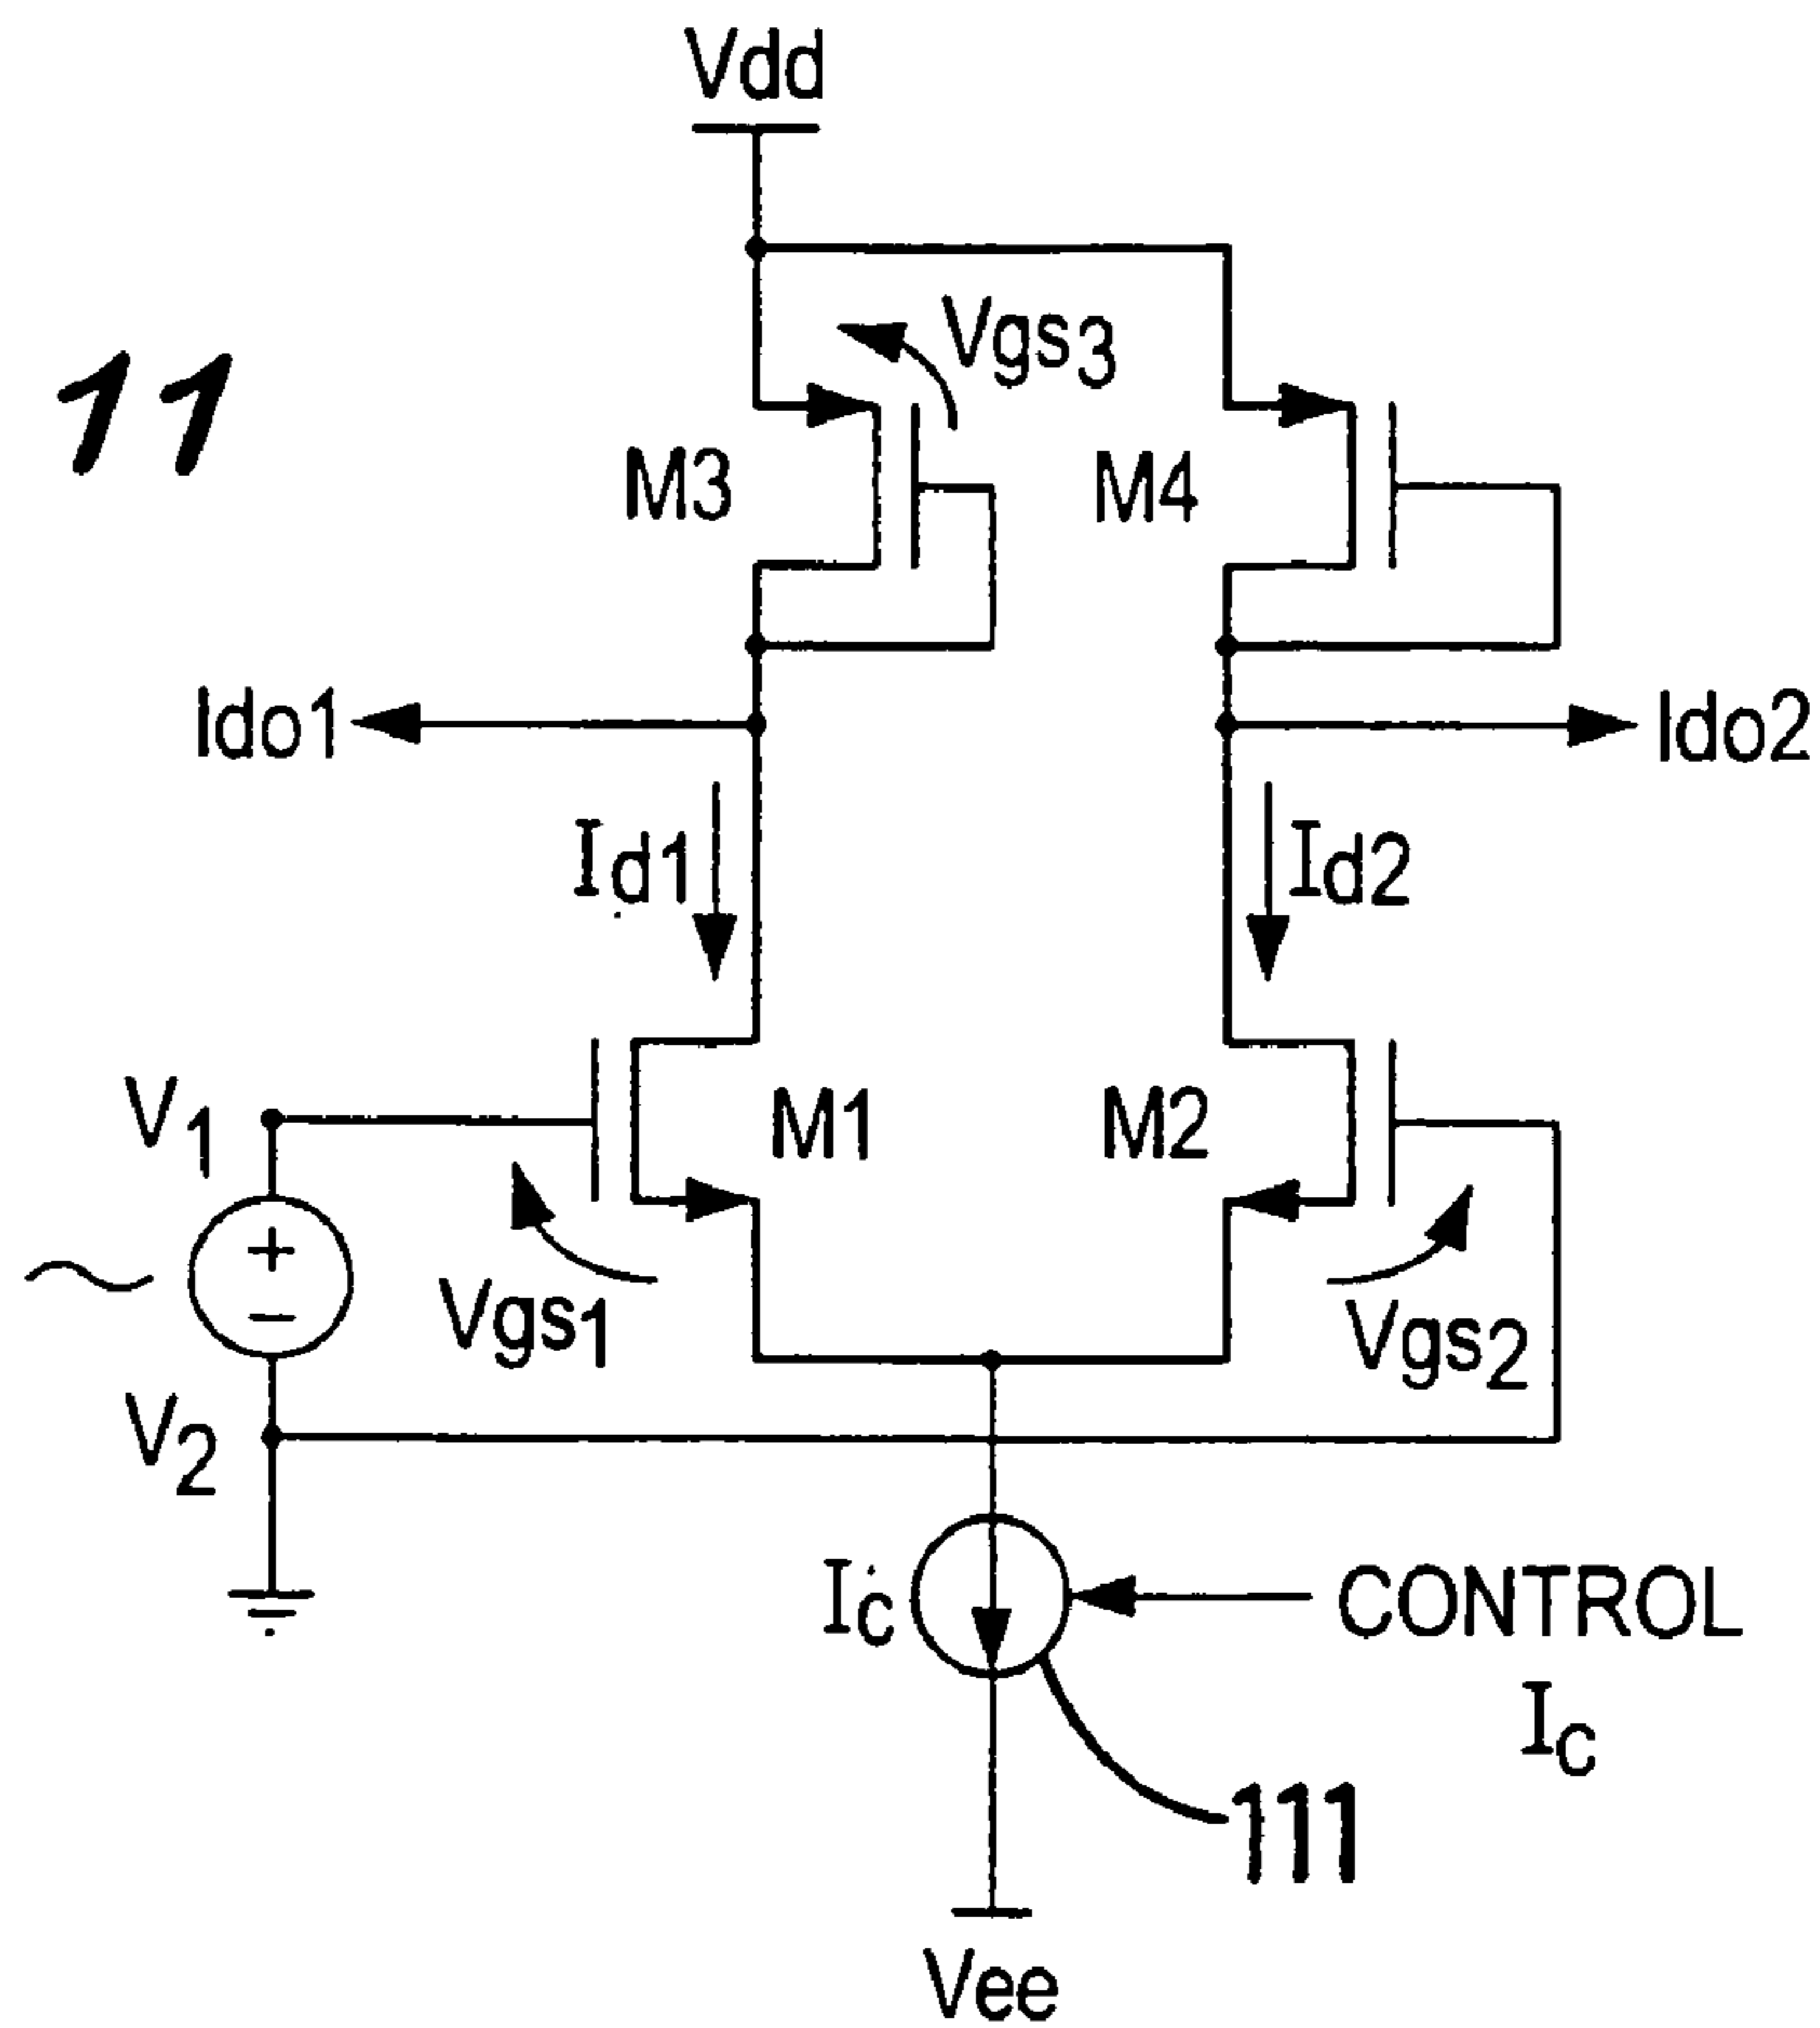 Vdd
11
Vgs3
M3
M4
Ido1
Ido2
Id1
Id2
V1
M1
M2
+
−
Vgs1
Vgs2
V2
Ic
CONTROL
Ic
111
Vee